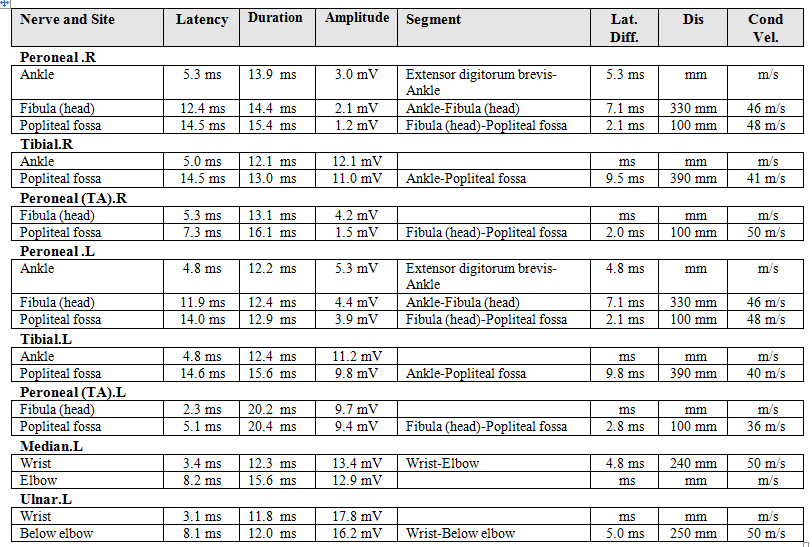 Nerve and Site Latency Duration Amplitude Segment Lat. Diff. Dis Cond Vel.
Peroneal .R
Ankle 5.3 ms 13.9 ms 3.0 mV Extensor digitorum brevis-Ankle 5.3 ms mm m/s
Fibula (head) 12.4 ms 14.4 ms 2.1 mV Ankle-Fibula (head) 7.1 ms 330 mm 46 m/s
Popliteal fossa 14.5 ms 15.4 ms 1.2 mV Fibula (head)-Popliteal fossa 2.1 ms 100 mm 48 m/s
Tibial.R
Ankle 5.0 ms 12.1 ms 12.1 mV ms mm m/s
Popliteal fossa 14.5 ms 13.0 ms 11.0 mV Ankle-Popliteal fossa 9.5 ms 390 mm 41 m/s
Peroneal (TA).R
Fibula (head) 5.3 ms 13.1 ms 4.2 mV ms mm m/s
Popliteal fossa 7.3 ms 16.1 ms 1.5 mV Fibula (head)-Popliteal fossa 2.0 ms 100 mm 50 m/s
Peroneal .L
Ankle 4.8 ms 12.2 ms 5.3 mV Extensor digitorum brevis-Ankle 4.8 ms mm m/s
Fibula (head) 11.9 ms 12.4 ms 4.4 mV Ankle-Fibula (head) 7.1 ms 330 mm 46 m/s
Popliteal fossa 14.0 ms 12.9 ms 3.9 mV Fibula (head)-Popliteal fossa 2.1 ms 100 mm 48 m/s
Tibial.L
Ankle 4.8 ms 12.4 ms 11.2 mV ms mm m/s
Popliteal fossa 14.6 ms 15.6 ms 9.8 mV Ankle-Popliteal fossa 9.8 ms 390 mm 40 m/s
Peroneal (TA).L
Fibula (head) 2.3 ms 20.2 ms 9.7 mV ms mm m/s
Popliteal fossa 5.1 ms 20.4 ms 9.4 mV Fibula (head)-Popliteal fossa 2.8 ms 100 mm 36 m/s
Median.L
Wrist 3.4 ms 12.3 ms 13.4 mV Wrist-Elbow 4.8 ms 240 mm 50 m/s
Elbow 8.2 ms 15.6 ms 12.9 mV ms mm m/s
Ulnar.L
Wrist 3.1 ms 11.8 ms 17.8 mV ms mm m/s
Below elbow 8.1 ms 12.0 ms 16.2 mV Wrist-Below elbow 5.0 ms 250 mm 50 m/s